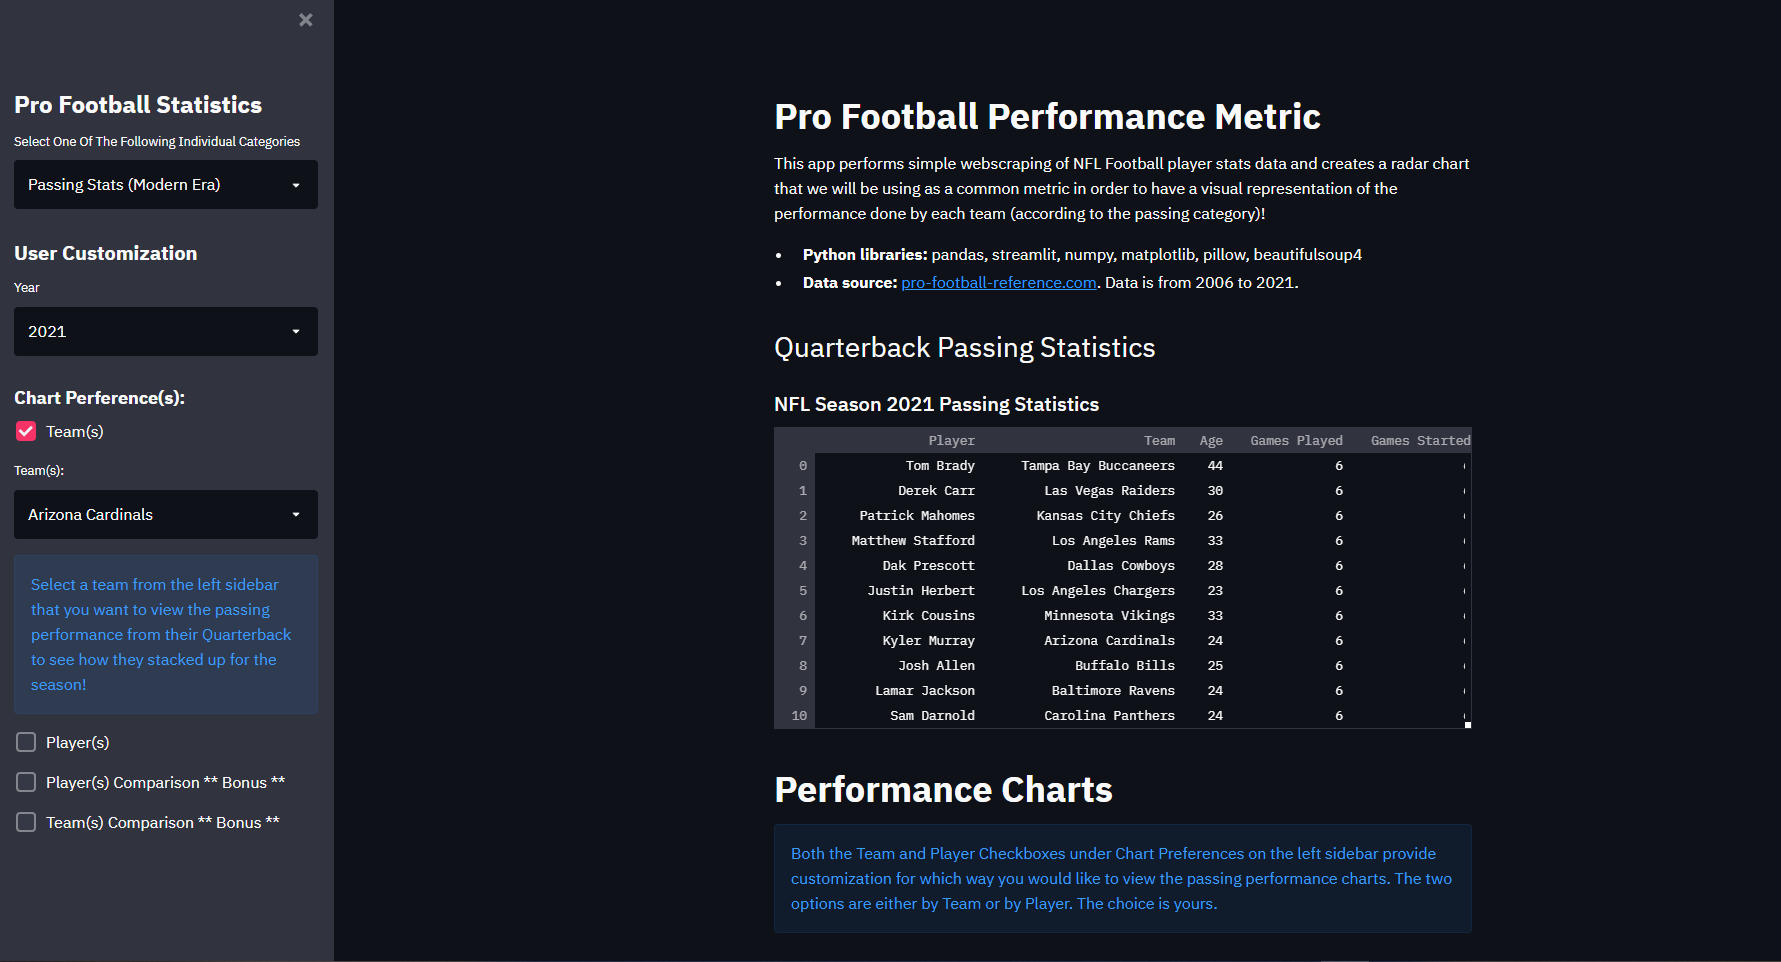 Pro Football Statistics
Select One Of The Following Individual Categories
Passing Stats (Modern Era)
User Customization
Year
2021
Chart Perference(s):
Team(s)
Team(s):
Arizona Cardinals
Select a team from the left sidebar
that you want to view the passing
performance from their Quarterback
to see how they stacked up for the
season!
Player(s)
Player(s) Comparison ** Bonus **
Team(s) Comparison ** Bonus **
Pro Football Performance Metric
This app performs simple webscraping of NFL Football player stats data and creates a radar chart
that we will be using as a common metric in order to have a visual representation of the
performance done by each team (according to the passing category)!
• Python libraries: pandas, streamlit, numpy, matplotlib, pillow, beautifulsoup4
• Data source: pro-football-reference.com. Data is from 2006 to 2021.
Quarterback Passing Statistics
NFL Season 2021 Passing Statistics
Player Team Age Games Played Games Started
0 Tom Brady Tampa Bay Buccaneers 44 6
1 Derek Carr Las Vegas Raiders 30 6
2 Patrick Mahomes Kansas City Chiefs 26 6
3 Matthew Stafford Los Angeles Rams 33 6
4 Dak Prescott Dallas Cowboys 28 6
5 Justin Herbert Los Angeles Chargers 23 6
6 Kirk Cousins Minnesota Vikings 33 6
7 Kyler Murray Arizona Cardinals 24 6
8 Josh Allen Buffalo Bills 25 6
9 Lamar Jackson Baltimore Ravens 24 6
10 Sam Darnold Carolina Panthers 24 6
Performance Charts
Both the Team and Player Checkboxes under Chart Preferences on the left sidebar provide
customization for which way you would like to view the passing performance charts. The two
options are either by Team or by Player. The choice is yours.